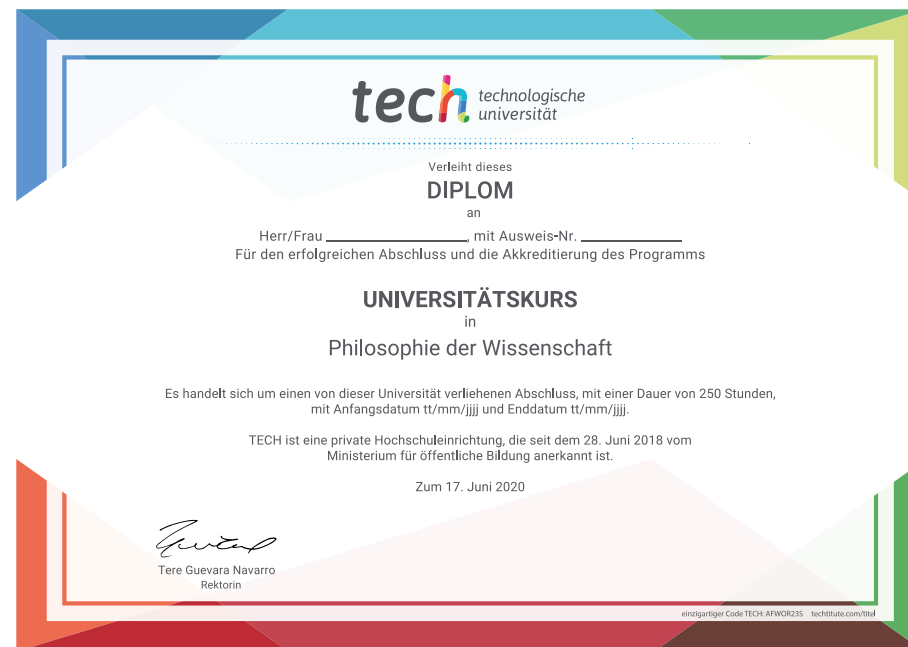 tech technologische
universität
Verleiht dieses
DIPLOM
an
Herr/Frau ____________________, mit Ausweis-Nr. ______________
Für den erfolgreichen Abschluss und die Akkreditierung des Programms
UNIVERSITÄTSKURS
in
Philosophie der Wissenschaft
Es handelt sich um einen von dieser Universität verliehenen Abschluss, mit einer Dauer von 250 Stunden,
mit Anfangsdatum tt/mm/jjjj und Enddatum tt/mm/jjjj.
TECH ist eine private Hochschuleinrichtung, die seit dem 28. Juni 2018 vom
Ministerium für öffentliche Bildung anerkannt ist.
Zum 17. Juni 2020
Tere Guevara Navarro
Rektorin
einzigartiger Code TECH: AFWOR23S techtitute.com/titel